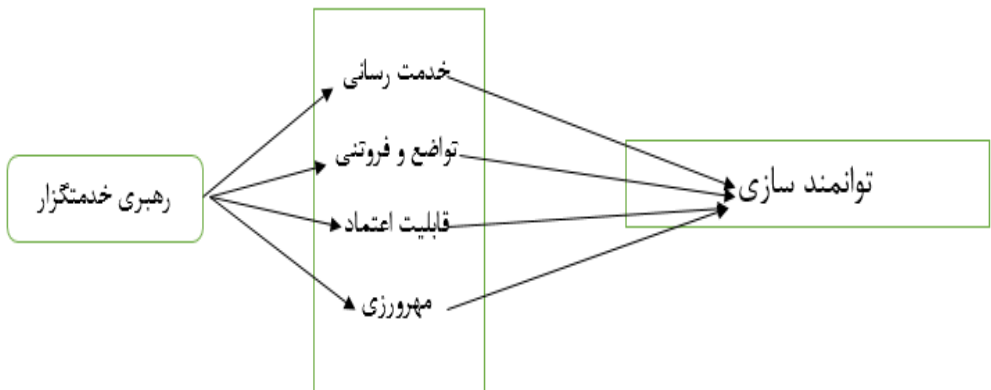 رهبری خدمتگزار
خدمت رسانی
تواضع و فروتنی
قابلیت اعتماد
مهرورزی
توانمند سازی